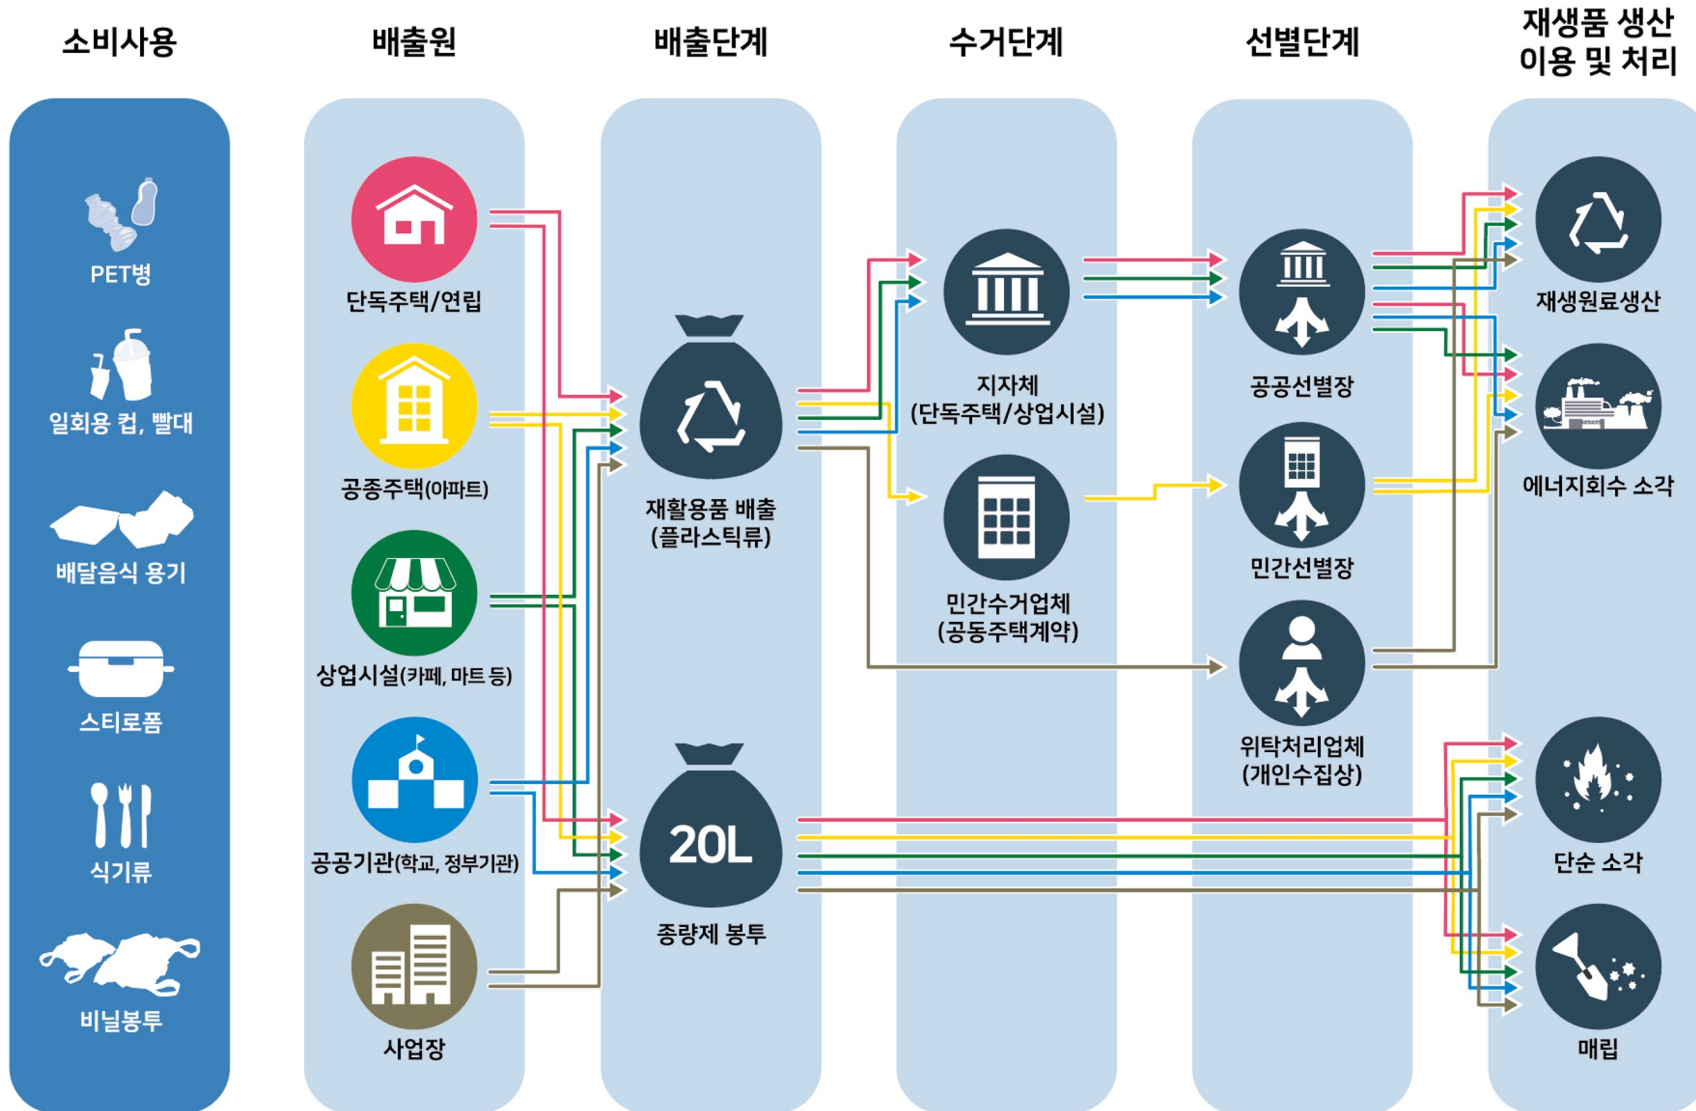 소비사용
배출원
배출단계
수거단계
선별단계
재생품 생산
이용 및 처리
PET병
일회용 컵, 빨대
배달음식 용기
스티로폼
식기류
비닐봉투
단독주택/연립
공종주택(아파트)
상업시설(카페, 마트 등)
공공기관(학교, 정부기관)
사업장
재활용품 배출
(플라스틱류)
20L
종량제 봉투
지자체
(단독주택/상업시설)
민간수거업체
(공동주택계약)
공공선별장
민간선별장
위탁처리업체
(개인수집상)
재생원료생산
에너지회수 소각
단순 소각
매립